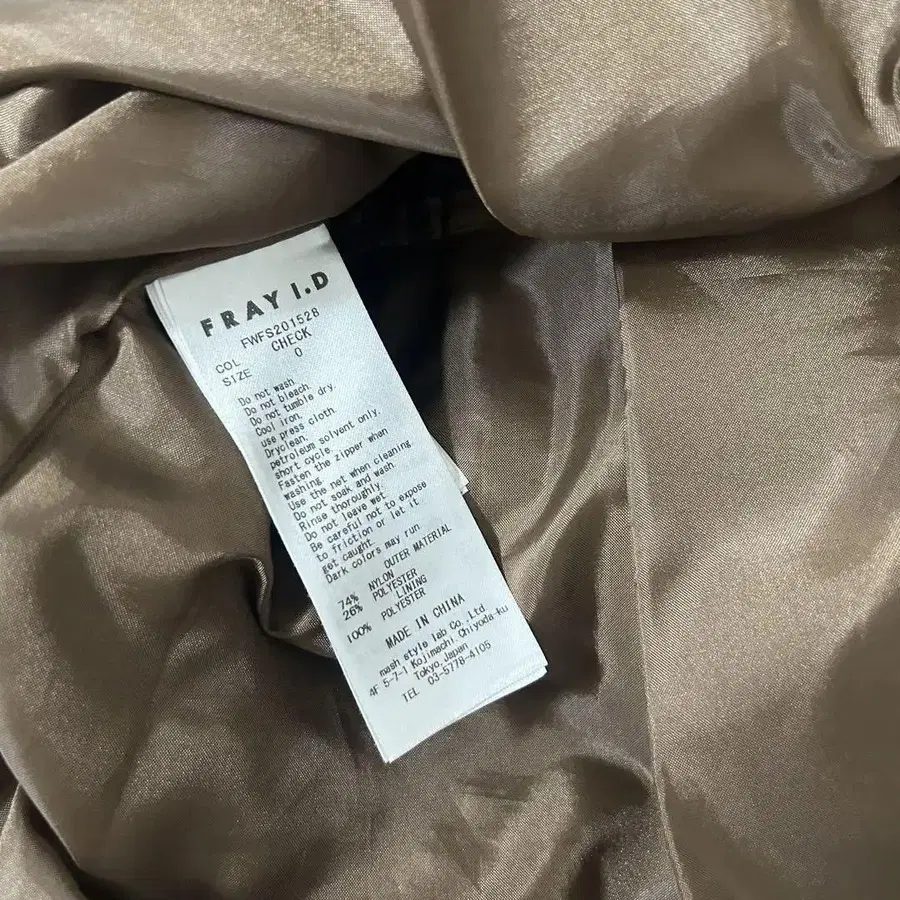 FRAY I.D
FWFS201528
COL CHECK
SIZE 0
Do not wash.
Do not bleach.
Do not tumble dry.
Cool iron.
use press cloth.
Dryclean.
petroleum solvent only.
short cycle.
Fasten the zipper when
washing.
Use the net when cleaning.
Do not soak and wash.
Rinse thoroughly.
Do not leave wet.
Be careful not to expose
to friction or let it
get caught.
Dark colors may run
OUTER MATERIAL
74% NYLON
26% POLYESTER
LINING
100% POLYESTER
MADE IN CHINA
mash style lab Co.,Ltd
4F 5-7-1 Kojimachi,Chiyoda-ku
Tokyo,Japan
TEL 03-5778-4105